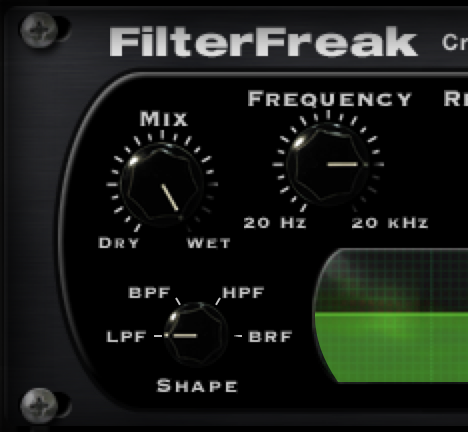 FilterFreak
MIX
FREQUENCY
DRY WET
20 HZ 20 KHZ
BPF HPF
LPF BRF
SHAPE